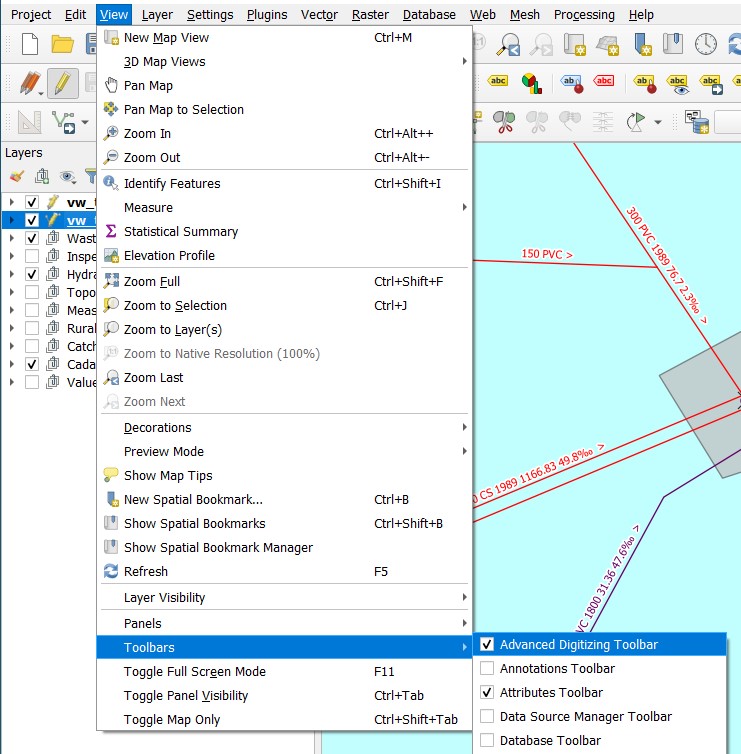 Project Edit View Layer Settings Plugins Vector Raster Database Web Mesh Processing Help
New Map View Ctrl+M
3D Map Views
Pan Map
Pan Map to Selection
Zoom In Ctrl+Alt++
Zoom Out Ctrl+Alt+-
Identify Features Ctrl+Shift+I
Measure
Statistical Summary
Elevation Profile
Zoom Full Ctrl+Shift+F
Zoom to Selection Ctrl+J
Zoom to Layer(s)
Zoom to Native Resolution (100%)
Zoom Last
Zoom Next
Decorations
Preview Mode
Show Map Tips
New Spatial Bookmark... Ctrl+B
Show Spatial Bookmarks Ctrl+Shift+B
Show Spatial Bookmark Manager
Refresh F5
Layer Visibility
Panels
Toolbars
Toggle Full Screen Mode F11
Toggle Panel Visibility Ctrl+Tab
Toggle Map Only Ctrl+Shift+Tab
Advanced Digitizing Toolbar
Annotations Toolbar
Attributes Toolbar
Data Source Manager Toolbar
Database Toolbar
Layers
vw_
vw_
Wast
Inspe
Hydra
Topo
Meas
Rural
Catch
Cada
Value
abc
ab
abc
ab
abc
abc
abc
300 PVC 1989 76.7 2.3‰ >
150 PVC >
CS 1989 1166.83 49.8‰ >
VC 1800 31.36 47.6‰ >